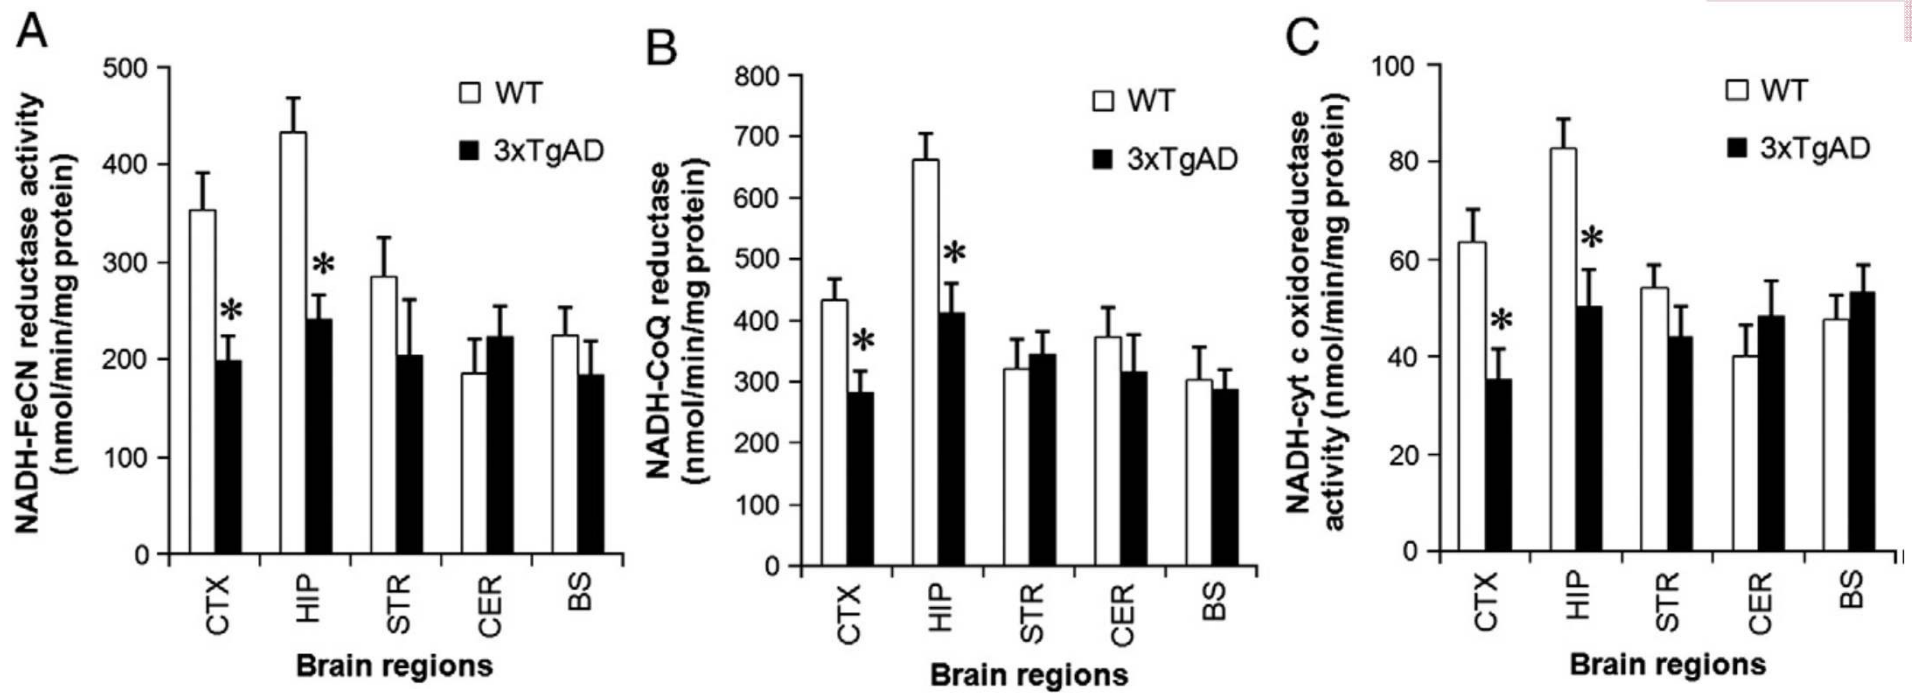 A
NADH-FeCN reductase activity
(nmol/min/mg protein)
500
400
300
200
100
0
WT
3xTgAD
*
*
CTX
HIP
STR
CER
BS
Brain regions
B
NADH-CoQ reductase
(nmol/min/mg protein)
800
700
600
500
400
300
200
100
0
WT
3xTgAD
*
*
CTX
HIP
STR
CER
BS
Brain regions
C
NADH-cyt c oxidoreductase
activity (nmol/min/mg protein)
100
80
60
40
20
0
WT
3xTgAD
*
*
CTX
HIP
STR
CER
BS
Brain regions